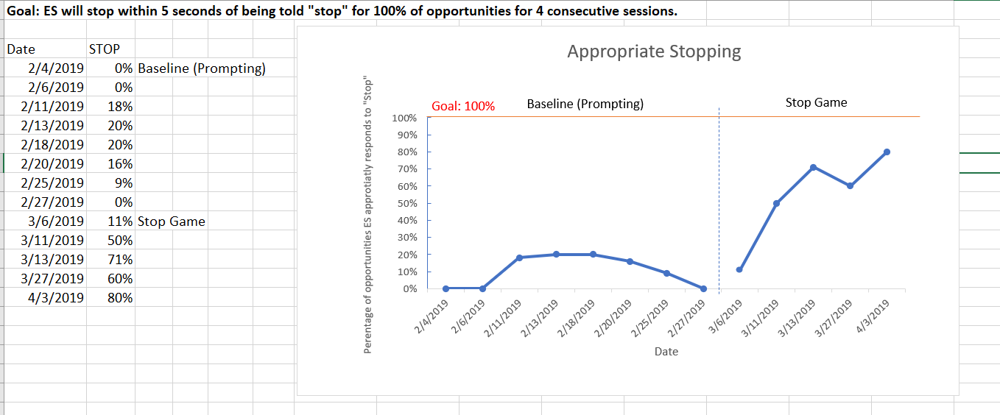 Goal: ES will stop within 5 seconds of being told "stop" for 100% of opportunities for 4 consecutive sessions.
Date STOP
2/4/2019 0% Baseline (Prompting)
2/6/2019 0%
2/11/2019 18%
2/13/2019 20%
2/18/2019 20%
2/20/2019 16%
2/25/2019 9%
2/27/2019 0%
3/6/2019 11% Stop Game
3/11/2019 50%
3/13/2019 71%
3/27/2019 60%
4/3/2019 80%
Appropriate Stopping
Goal: 100% Baseline (Prompting) Stop Game
Perentage of opportunities ES approtiatly responds to "Stop"
100%
90%
80%
70%
60%
50%
40%
30%
20%
10%
0%
2/4/2019 2/6/2019 2/11/2019 2/13/2019 2/18/2019 2/20/2019 2/25/2019 2/27/2019 3/6/2019 3/11/2019 3/13/2019 3/27/2019 4/3/2019
Date